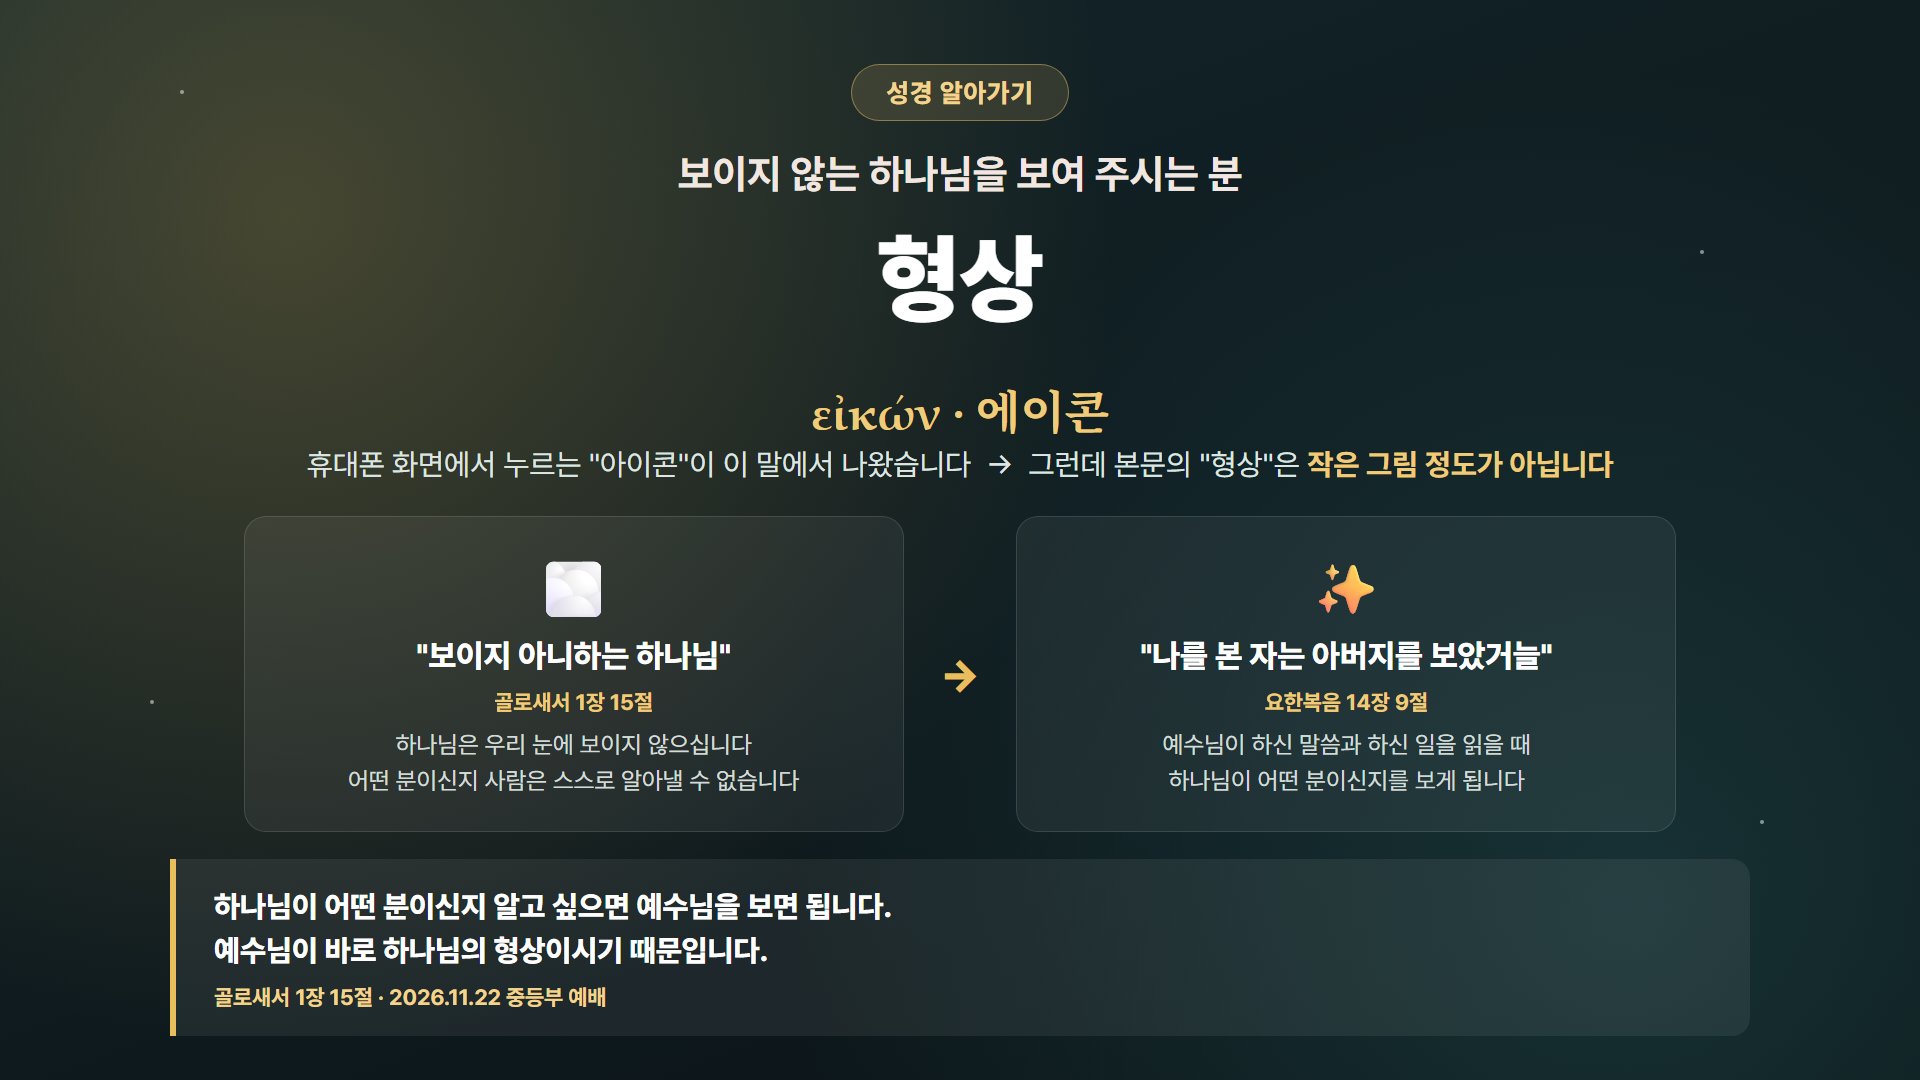 성경 알아가기
보이지 않는 하나님을 보여 주시는 분
형상
εἰκών · 에이콘
휴대폰 화면에서 누르는 "아이콘"이 이 말에서 나왔습니다 → 그런데 본문의 "형상"은 작은 그림 정도가 아닙니다
"보이지 아니하는 하나님"
골로새서 1장 15절
하나님은 우리 눈에 보이지 않으십니다
어떤 분이신지 사람은 스스로 알아낼 수 없습니다
→
"나를 본 자는 아버지를 보았거늘"
요한복음 14장 9절
예수님이 하신 말씀과 하신 일을 읽을 때
하나님이 어떤 분이신지를 보게 됩니다
하나님이 어떤 분이신지 알고 싶으면 예수님을 보면 됩니다.
예수님이 바로 하나님의 형상이시기 때문입니다.
골로새서 1장 15절 · 2026.11.22 중등부 예배